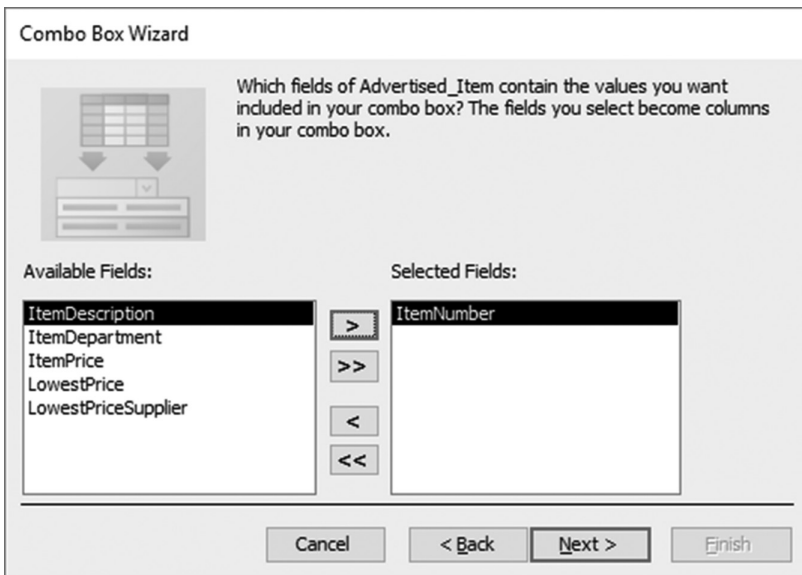 Combo Box Wizard
Which fields of Advertised_Item contain the values you want
included in your combo box? The fields you select become columns
in your combo box.
Available Fields:
Selected Fields:
ItemDescription
ItemDepartment
ItemPrice
LowestPrice
LowestPriceSupplier
>
>>
<
<<
ItemNumber
Cancel
< Back
Next >
Finish